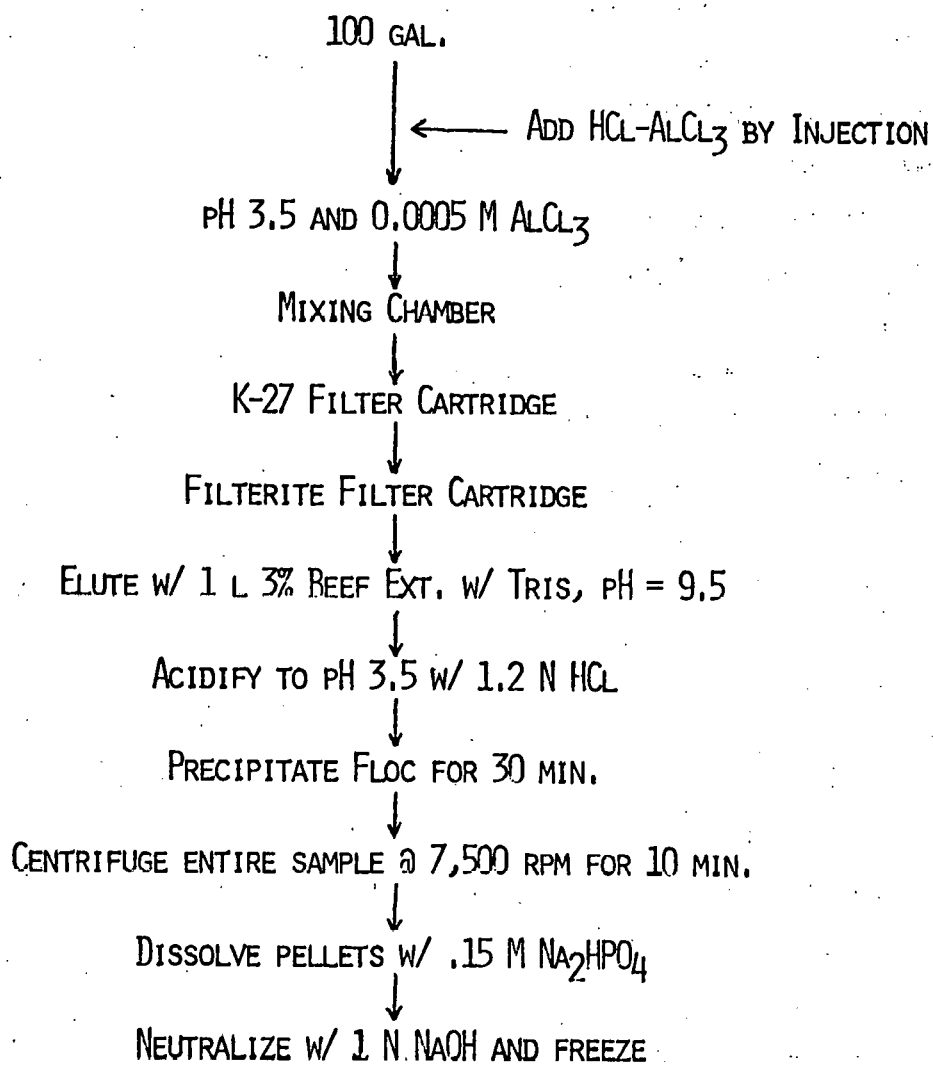 100 GAL.
ADD HCL-ALCL3 BY INJECTION
PH 3.5 AND 0.0005 M ALCL3
MIXING CHAMBER
K-27 FILTER CARTRIDGE
FILTERITE FILTER CARTRIDGE
ELUTE W/ 1 L 3% BEEF EXT. W/ TRIS, PH = 9.5
ACIDIFY TO PH 3.5 W/ 1.2 N HCL
PRECIPITATE FLOC FOR 30 MIN.
CENTRIFUGE ENTIRE SAMPLE @ 7,500 RPM FOR 10 MIN.
DISSOLVE PELLETS W/ .15 M NA2HPO4
NEUTRALIZE W/ 1 N NAOH AND FREEZE